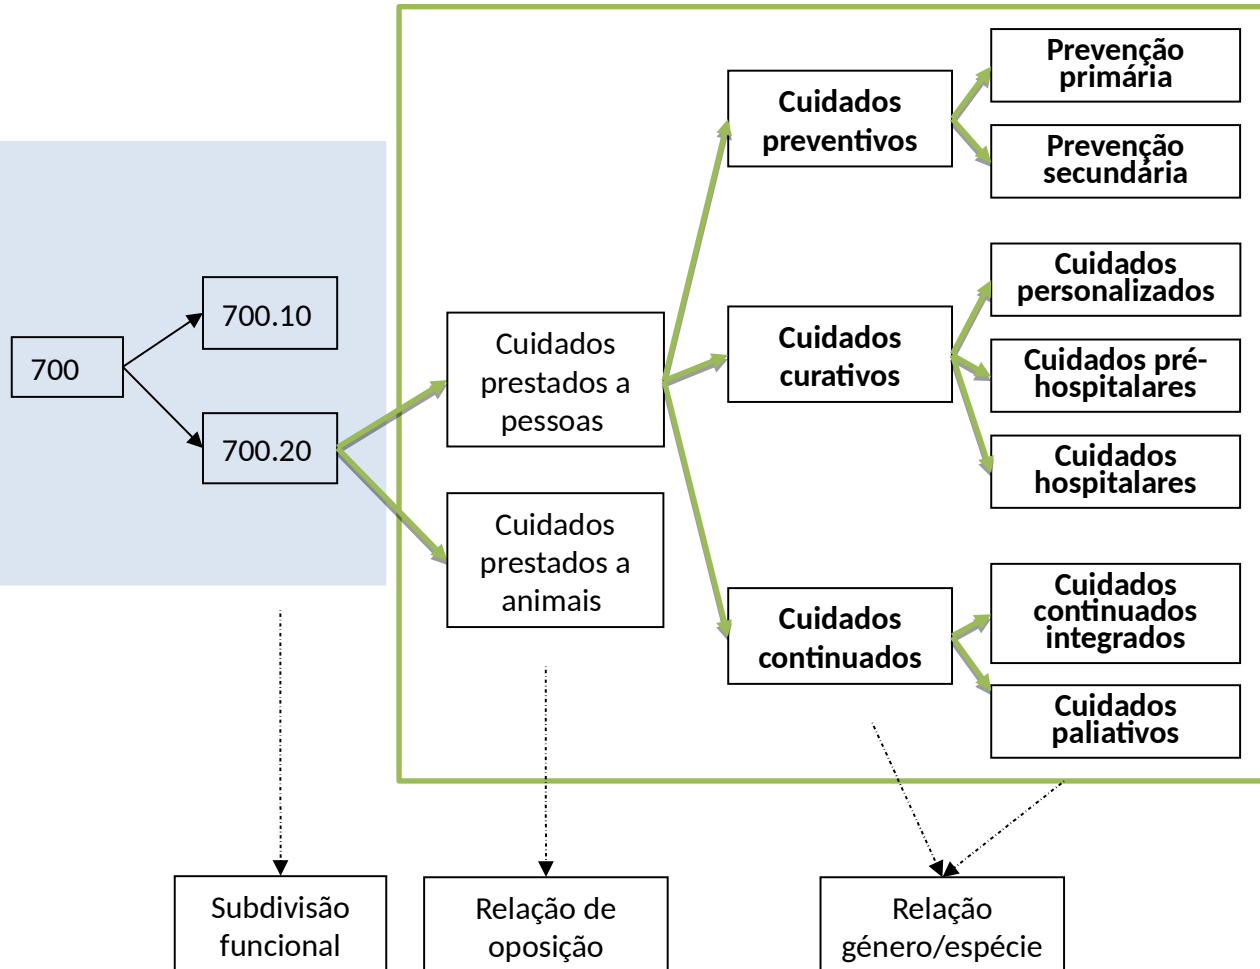 700
700.10
700.20
Cuidados
prestados a
pessoas
Cuidados
prestados a
animais
Cuidados
preventivos
Cuidados
curativos
Cuidados
continuados
Prevenção
primária
Prevenção
secundária
Cuidados
personalizados
Cuidados pré-
hospitalares
Cuidados
hospitalares
Cuidados
continuados
integrados
Cuidados
paliativos
Subdivisão
funcional
Relação de
oposição
Relação
género/espécie